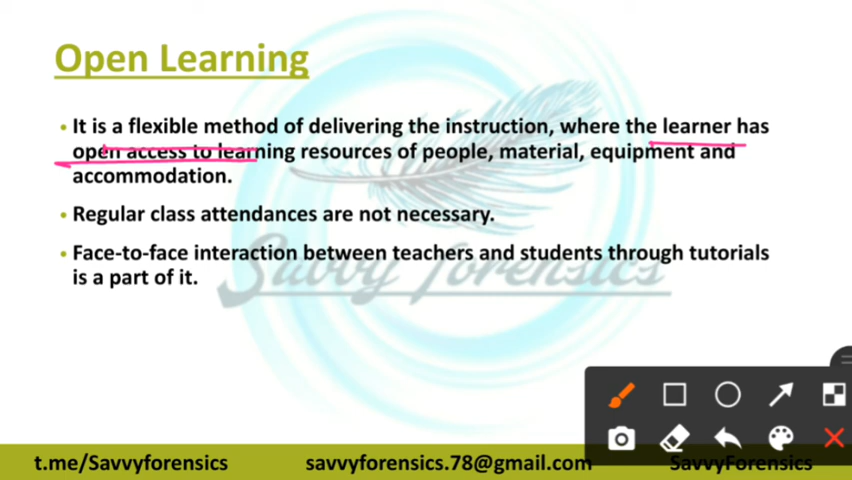 Open Learning
• It is a flexible method of delivering the instruction, where the learner has
open access to learning resources of people, material, equipment and
accommodation.
• Regular class attendances are not necessary.
• Face-to-face interaction between teachers and students through tutorials
is a part of it.
Savvy forensics
t.me/Savvyforensics savvyforensics.78@gmail.com SavvyForensics